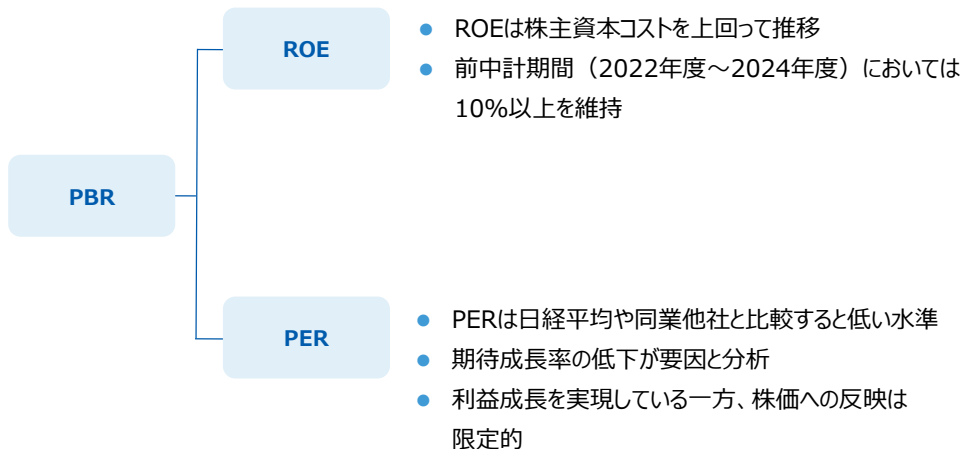 ROE
ROEは株主資本コストを上回って推移
前中計期間（2022年度～2024年度）においては
10%以上を維持
PBR
PER
PERは日経平均や同業他社と比較すると低い水準
期待成長率の低下が要因と分析
利益成長を実現している一方、株価への反映は
限定的